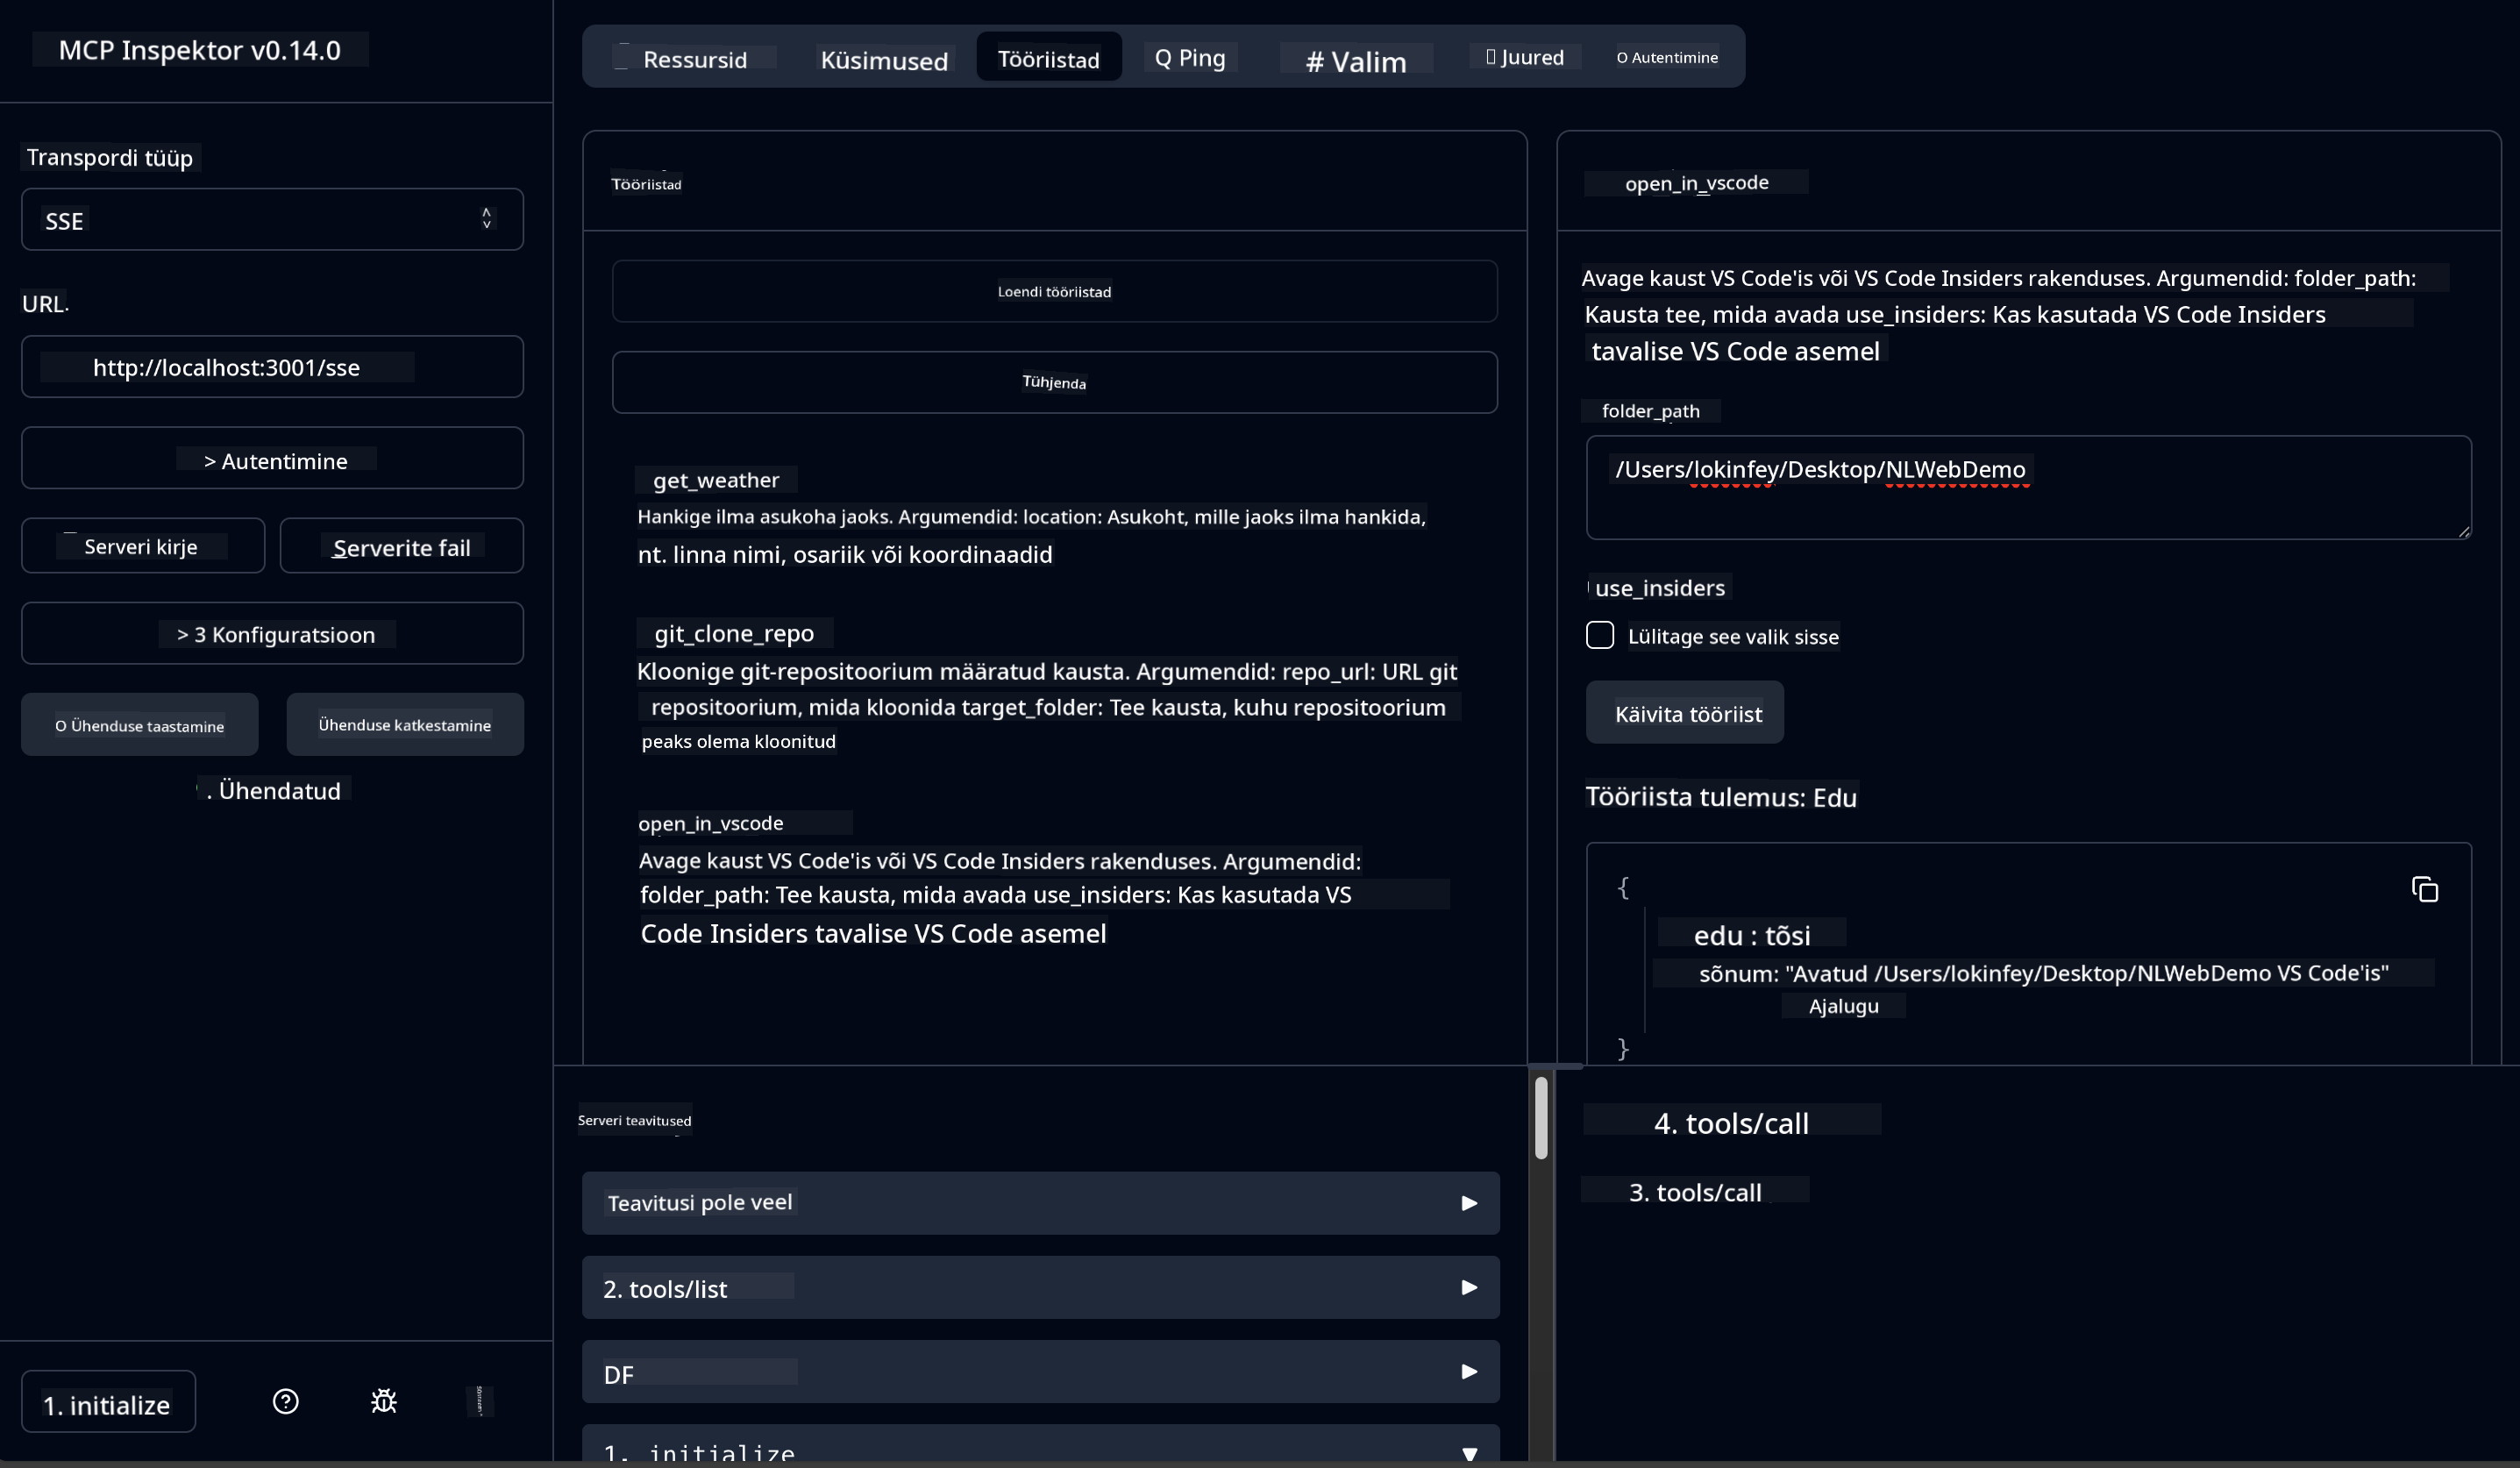 MCP Inspektor v0.14.0
Transpordi tüüp
SSE
URL.
http://localhost:3001/sse
> Autentimine
Serveri kirje
Serverite fail
> 3 Konfiguratsioon
O Ühenduse taastamine
Ühenduse katkestamine
. Ühendatud
1. initialize
Ressursid
Küsimused
Tööriistad
Q Ping
# Valim
Juured
O Autentimine
Tööriistad
Loendi tööriistad
Tühjenda
get_weather
Hankige ilma asukoha jaoks. Argumendid: location: Asukoht, mille jaoks ilma hankida,
nt. linna nimi, osariik või koordinaadid
git_clone_repo
Kloonige git-repositoorium määratud kausta. Argumendid: repo_url: URL git
repositoorium, mida kloonida target_folder: Tee kausta, kuhu repositoorium
peaks olema kloonitud
open_in_vscode
Avage kaust VS Code'is või VS Code Insiders rakenduses. Argumendid:
folder_path: Tee kausta, mida avada use_insiders: Kas kasutada VS
Code Insiders tavalise VS Code asemel
open_in_vscode
Avage kaust VS Code'is või VS Code Insiders rakenduses. Argumendid: folder_path:
Kausta tee, mida avada use_insiders: Kas kasutada VS Code Insiders
tavalise VS Code asemel
folder_path
/Users/lokinfey/Desktop/NLWebDemo
use_insiders
Lülitage see valik sisse
Käivita tööriist
Tööriista tulemus: Edu
{
edu : tõsi
sõnum: "Avatud /Users/lokinfey/Desktop/NLWebDemo VS Code'is"
Ajalugu
}
Serveri teavitused
Teavitusi pole veel
2. tools/list
DF
1. initialize
4. tools/call
3. tools/call